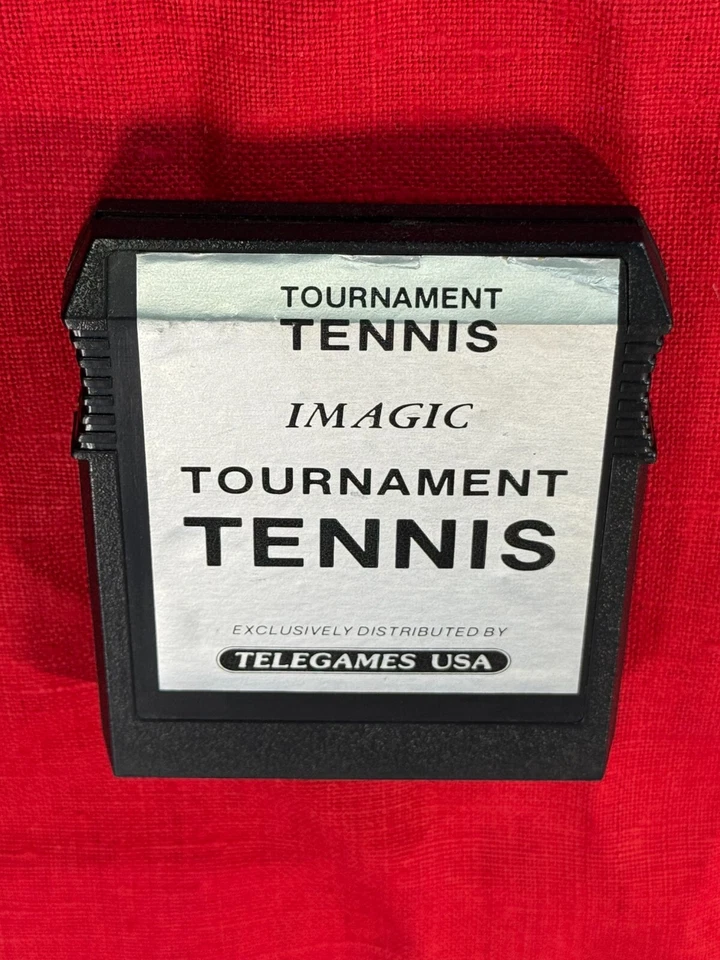 TOURNAMENT
TENNIS
IMAGIC
TOURNAMENT
TENNIS
EXCLUSIVELY DISTRIBUTED BY
TELEGAMES USA